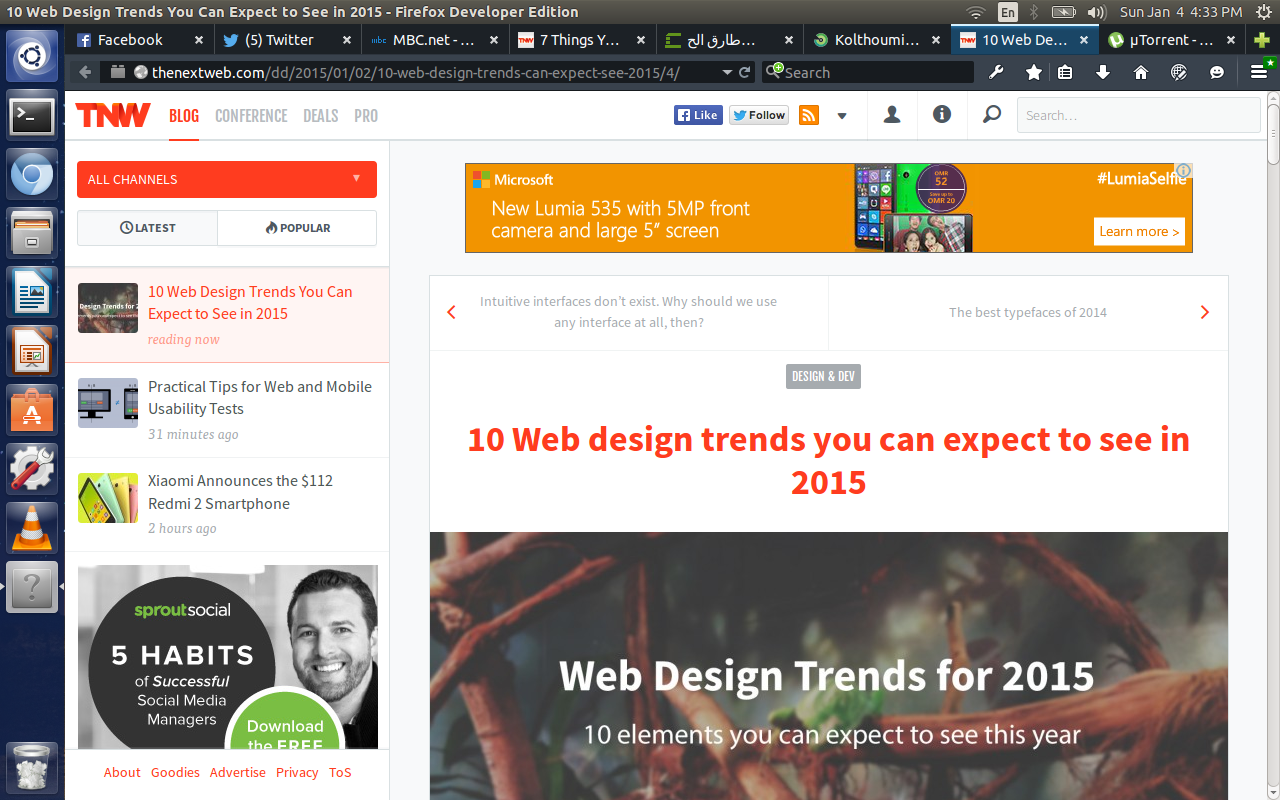 10 Web Design Trends You Can Expect to See in 2015 - Firefox Developer Edition
En
Sun Jan 4 4:33 PM
Facebook
(5) Twitter
MBC.net - ...
7 Things Y...
طارق الح...
Kolthoumi...
10 Web De...
µTorrent - ...
thenextweb.com/dd/2015/01/02/10-web-design-trends-can-expect-see-2015/4/
Search
TNW
BLOG
CONFERENCE
DEALS
PRO
Like
Follow
Search...
ALL CHANNELS
LATEST
POPULAR
10 Web Design Trends You Can
Expect to See in 2015
reading now
Practical Tips for Web and Mobile
Usability Tests
31 minutes ago
Xiaomi Announces the $112
Redmi 2 Smartphone
2 hours ago
sproutsocial
5 HABITS
of Successful
Social Media
Managers
Download
the FREE
About Goodies Advertise Privacy ToS
Microsoft
New Lumia 535 with 5MP front
camera and large 5" screen
OMR
52
Save up to
OMR 20
#LumiaSelfie
Learn more >
Intuitive interfaces don't exist. Why should we use
any interface at all, then?
The best typefaces of 2014
DESIGN & DEV
10 Web design trends you can expect to see in
2015
Web Design Trends for 2015
10 elements you can expect to see this year